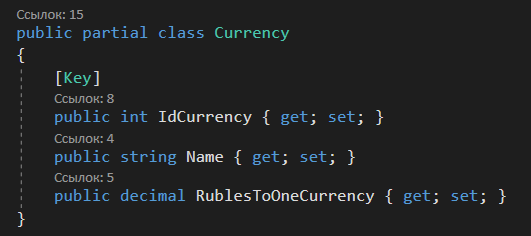 Ссылок: 15
public partial class Currency
{
[Key]
Ссылок: 8
public int IdCurrency { get; set; }
Ссылок: 4
public string Name { get; set; }
Ссылок: 5
public decimal RublesToOneCurrency { get; set; }
}